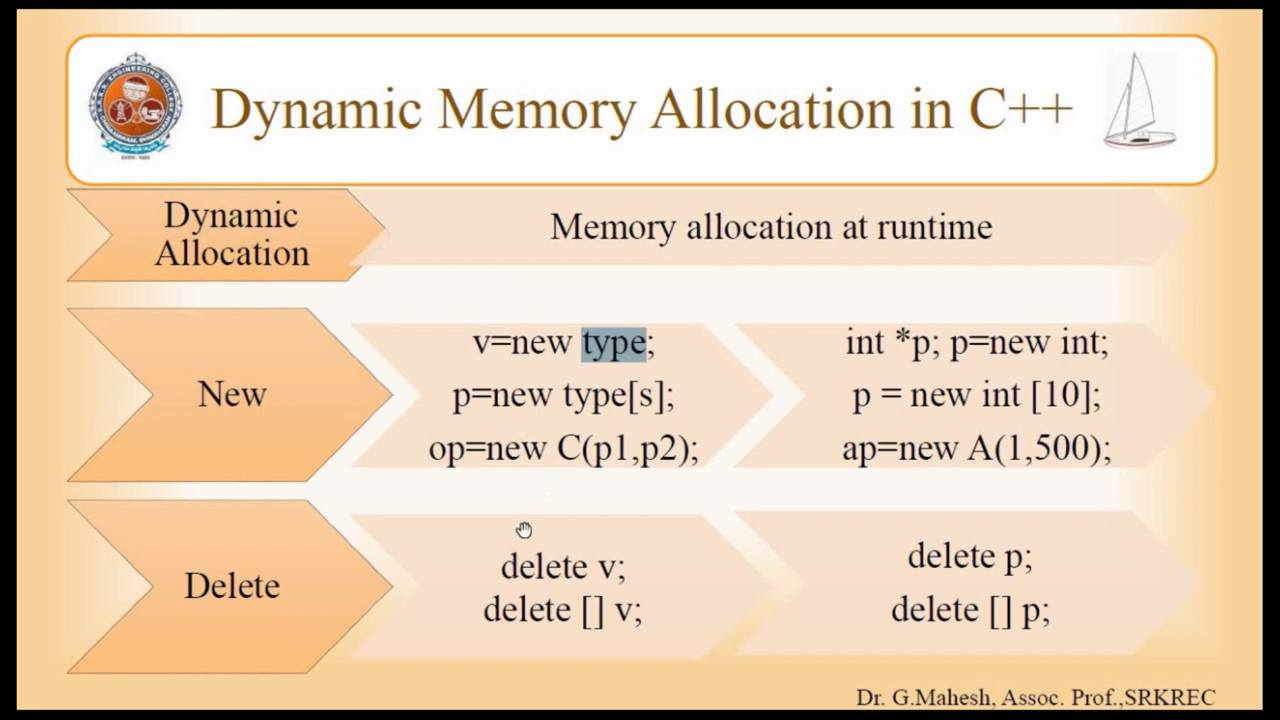 Dynamic Memory Allocation in C++
Dynamic
Allocation
Memory allocation at runtime
New
v=new type;
p=new type[s];
op=new C(p1,p2);
int *p; p=new int;
p = new int [10];
ap=new A(1,500);
Delete
delete v;
delete [] v;
delete p;
delete [] p;
Dr. G.Mahesh, Assoc. Prof.,SRKREC